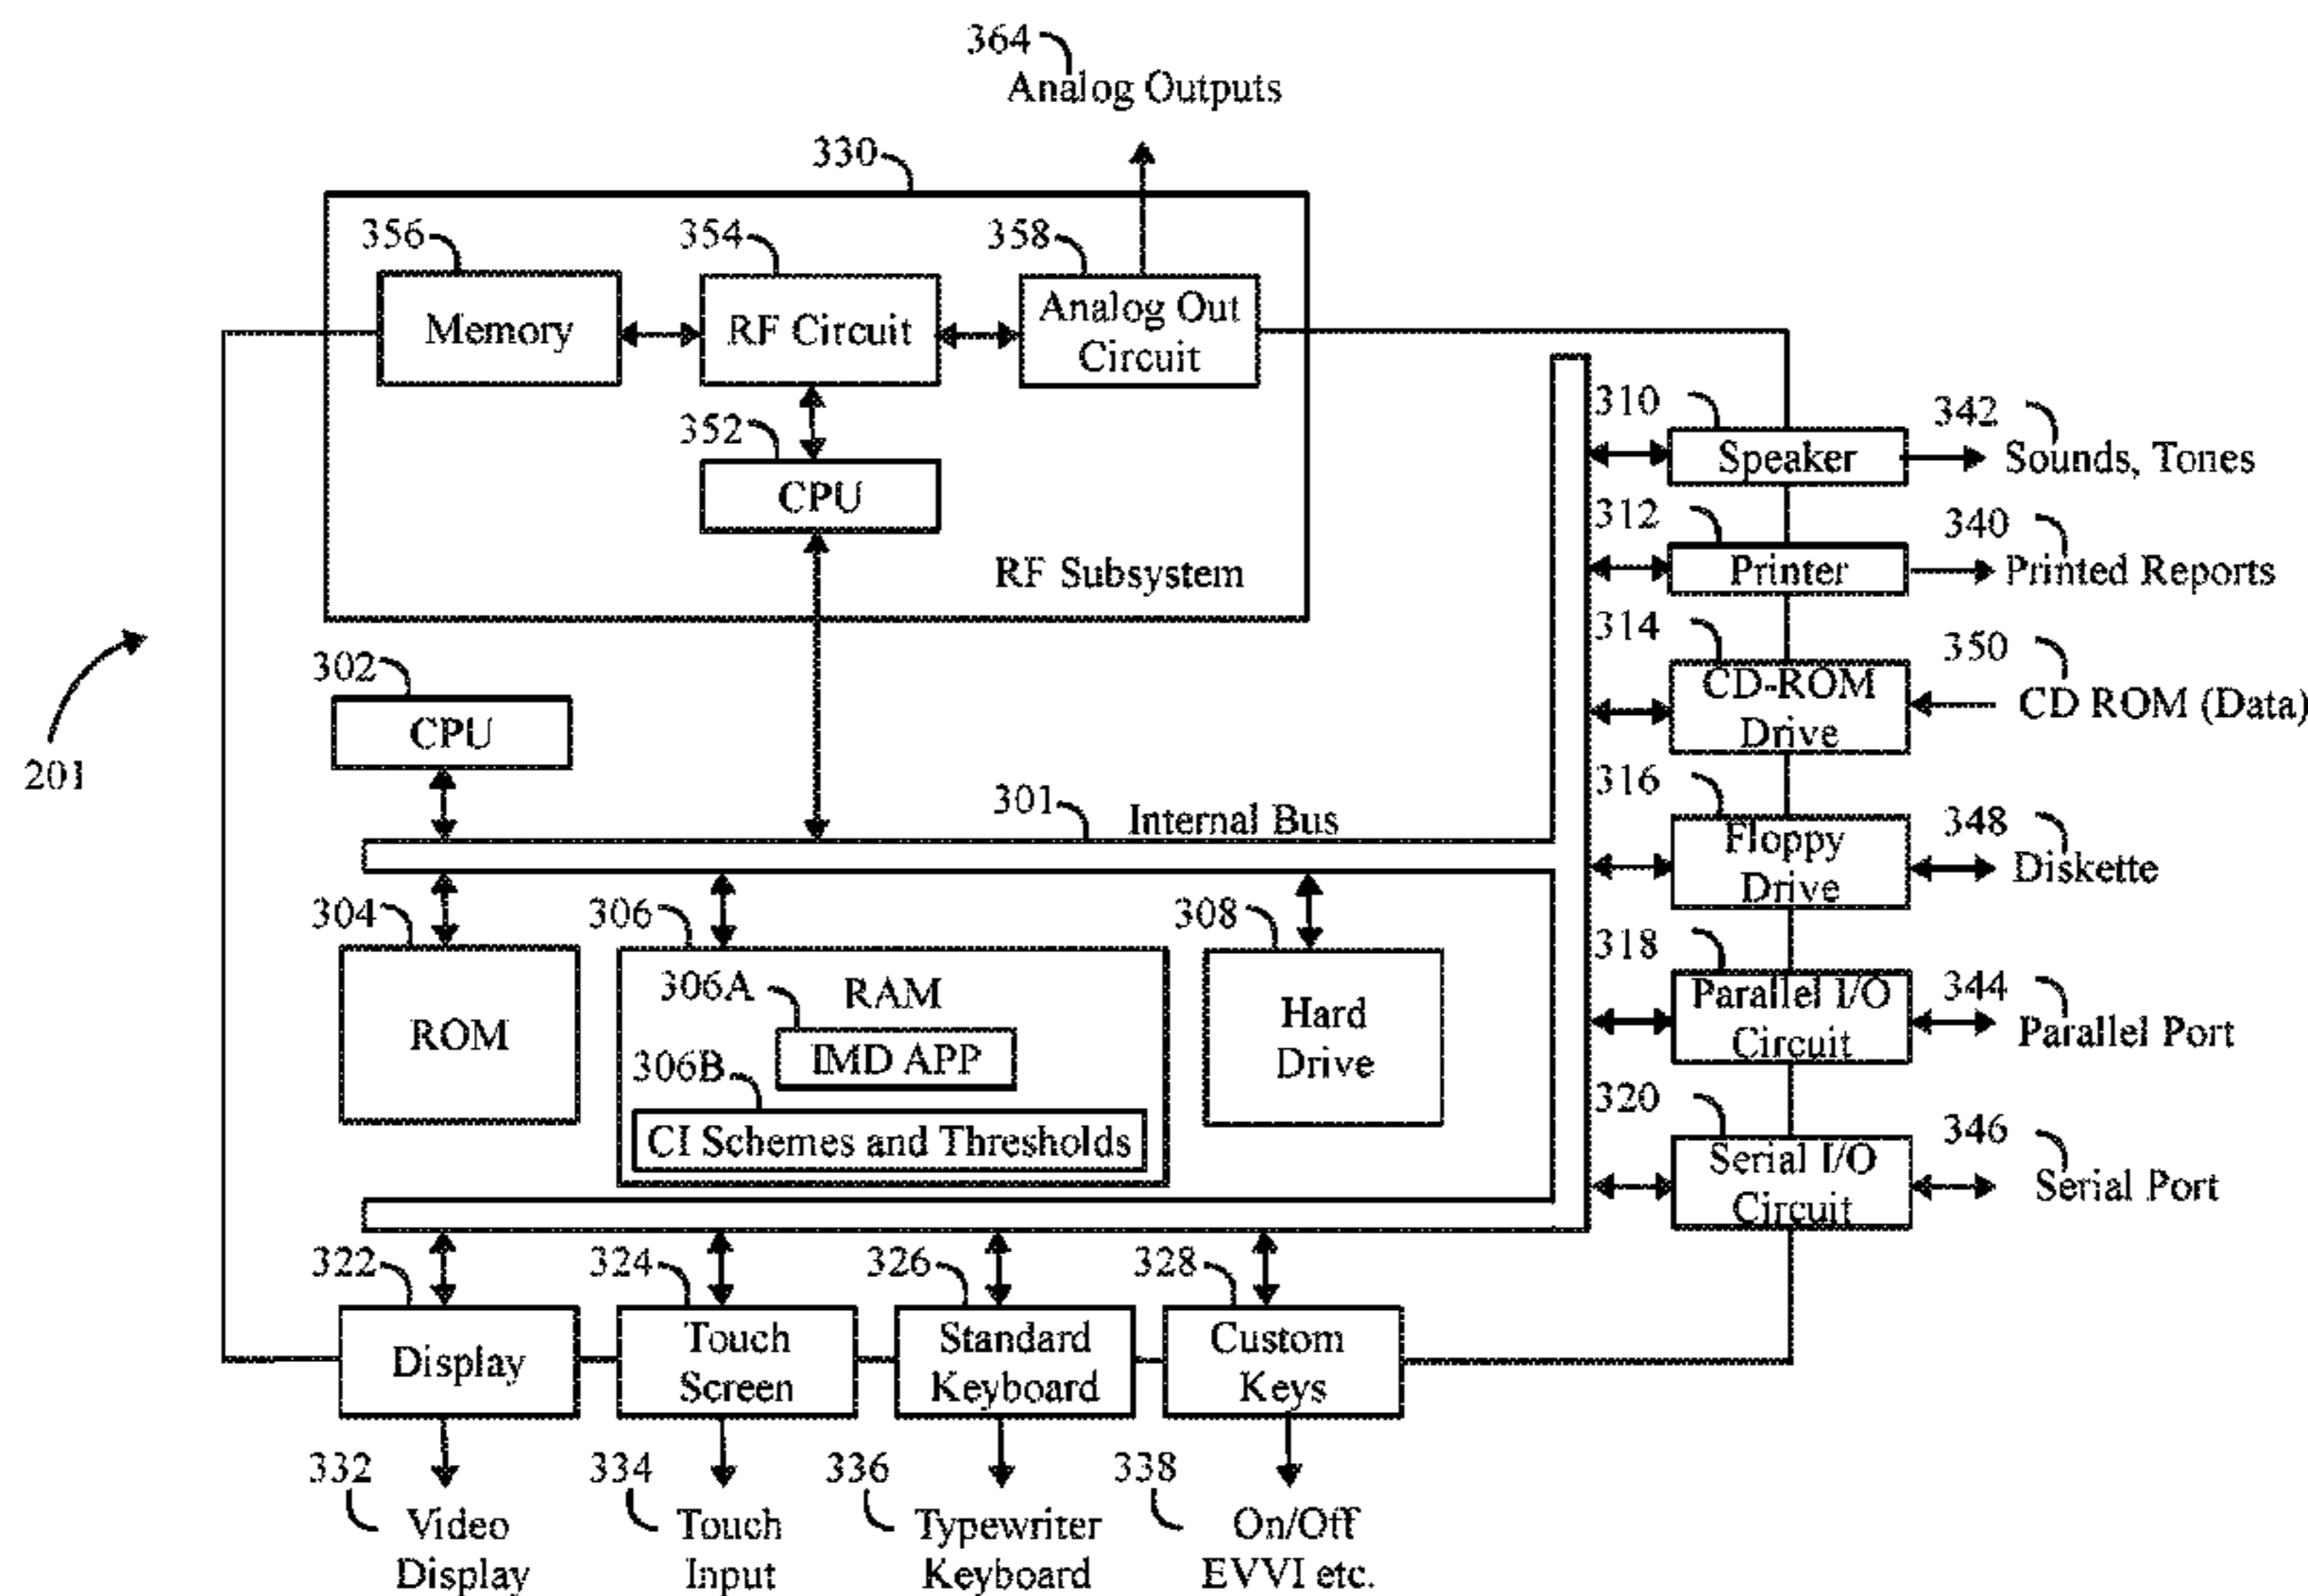 364
Analog Outputs
330
356
354
358
Memory
RF Circuit
Analog Out
Circuit
352
CPU
RF Subsystem
310
342
Speaker
Sounds, Tones
312
340
Printer
Printed Reports
314
350
CD-ROM
Drive
CD ROM (Data)
201
302
CPU
301
Internal Bus
316
348
Floppy
Drive
Diskette
304
306
308
ROM
306A
RAM
IMD APP
306B
CI Schemes and Thresholds
Hard
Drive
318
344
Parallel I/O
Circuit
Parallel Port
320
346
Serial I/O
Circuit
Serial Port
322
324
326
328
Display
Touch
Screen
Standard
Keyboard
Custom
Keys
332
334
336
338
Video
Display
Touch
Input
Typewriter
Keyboard
On/Off
EVVI etc.